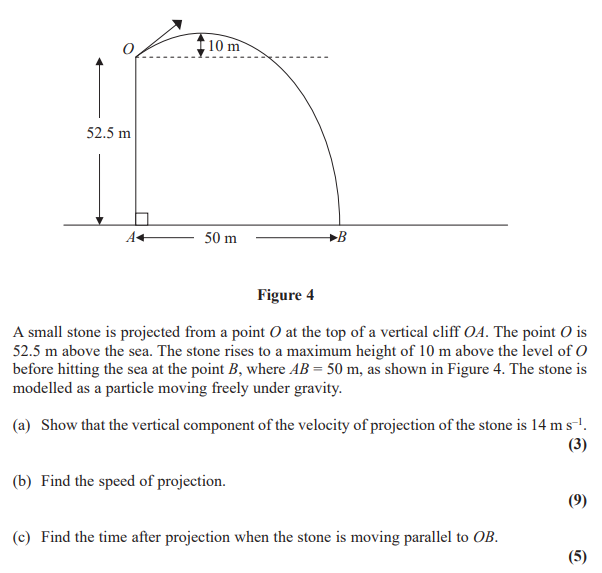 O
10 m
52.5 m
A
50 m
B
Figure 4
A small stone is projected from a point O at the top of a vertical cliff OA. The point O is
52.5 m above the sea. The stone rises to a maximum height of 10 m above the level of O
before hitting the sea at the point B, where AB = 50 m, as shown in Figure 4. The stone is
modelled as a particle moving freely under gravity.
(a) Show that the vertical component of the velocity of projection of the stone is 14 m s⁻¹.
(3)
(b) Find the speed of projection.
(9)
(c) Find the time after projection when the stone is moving parallel to OB.
(5)